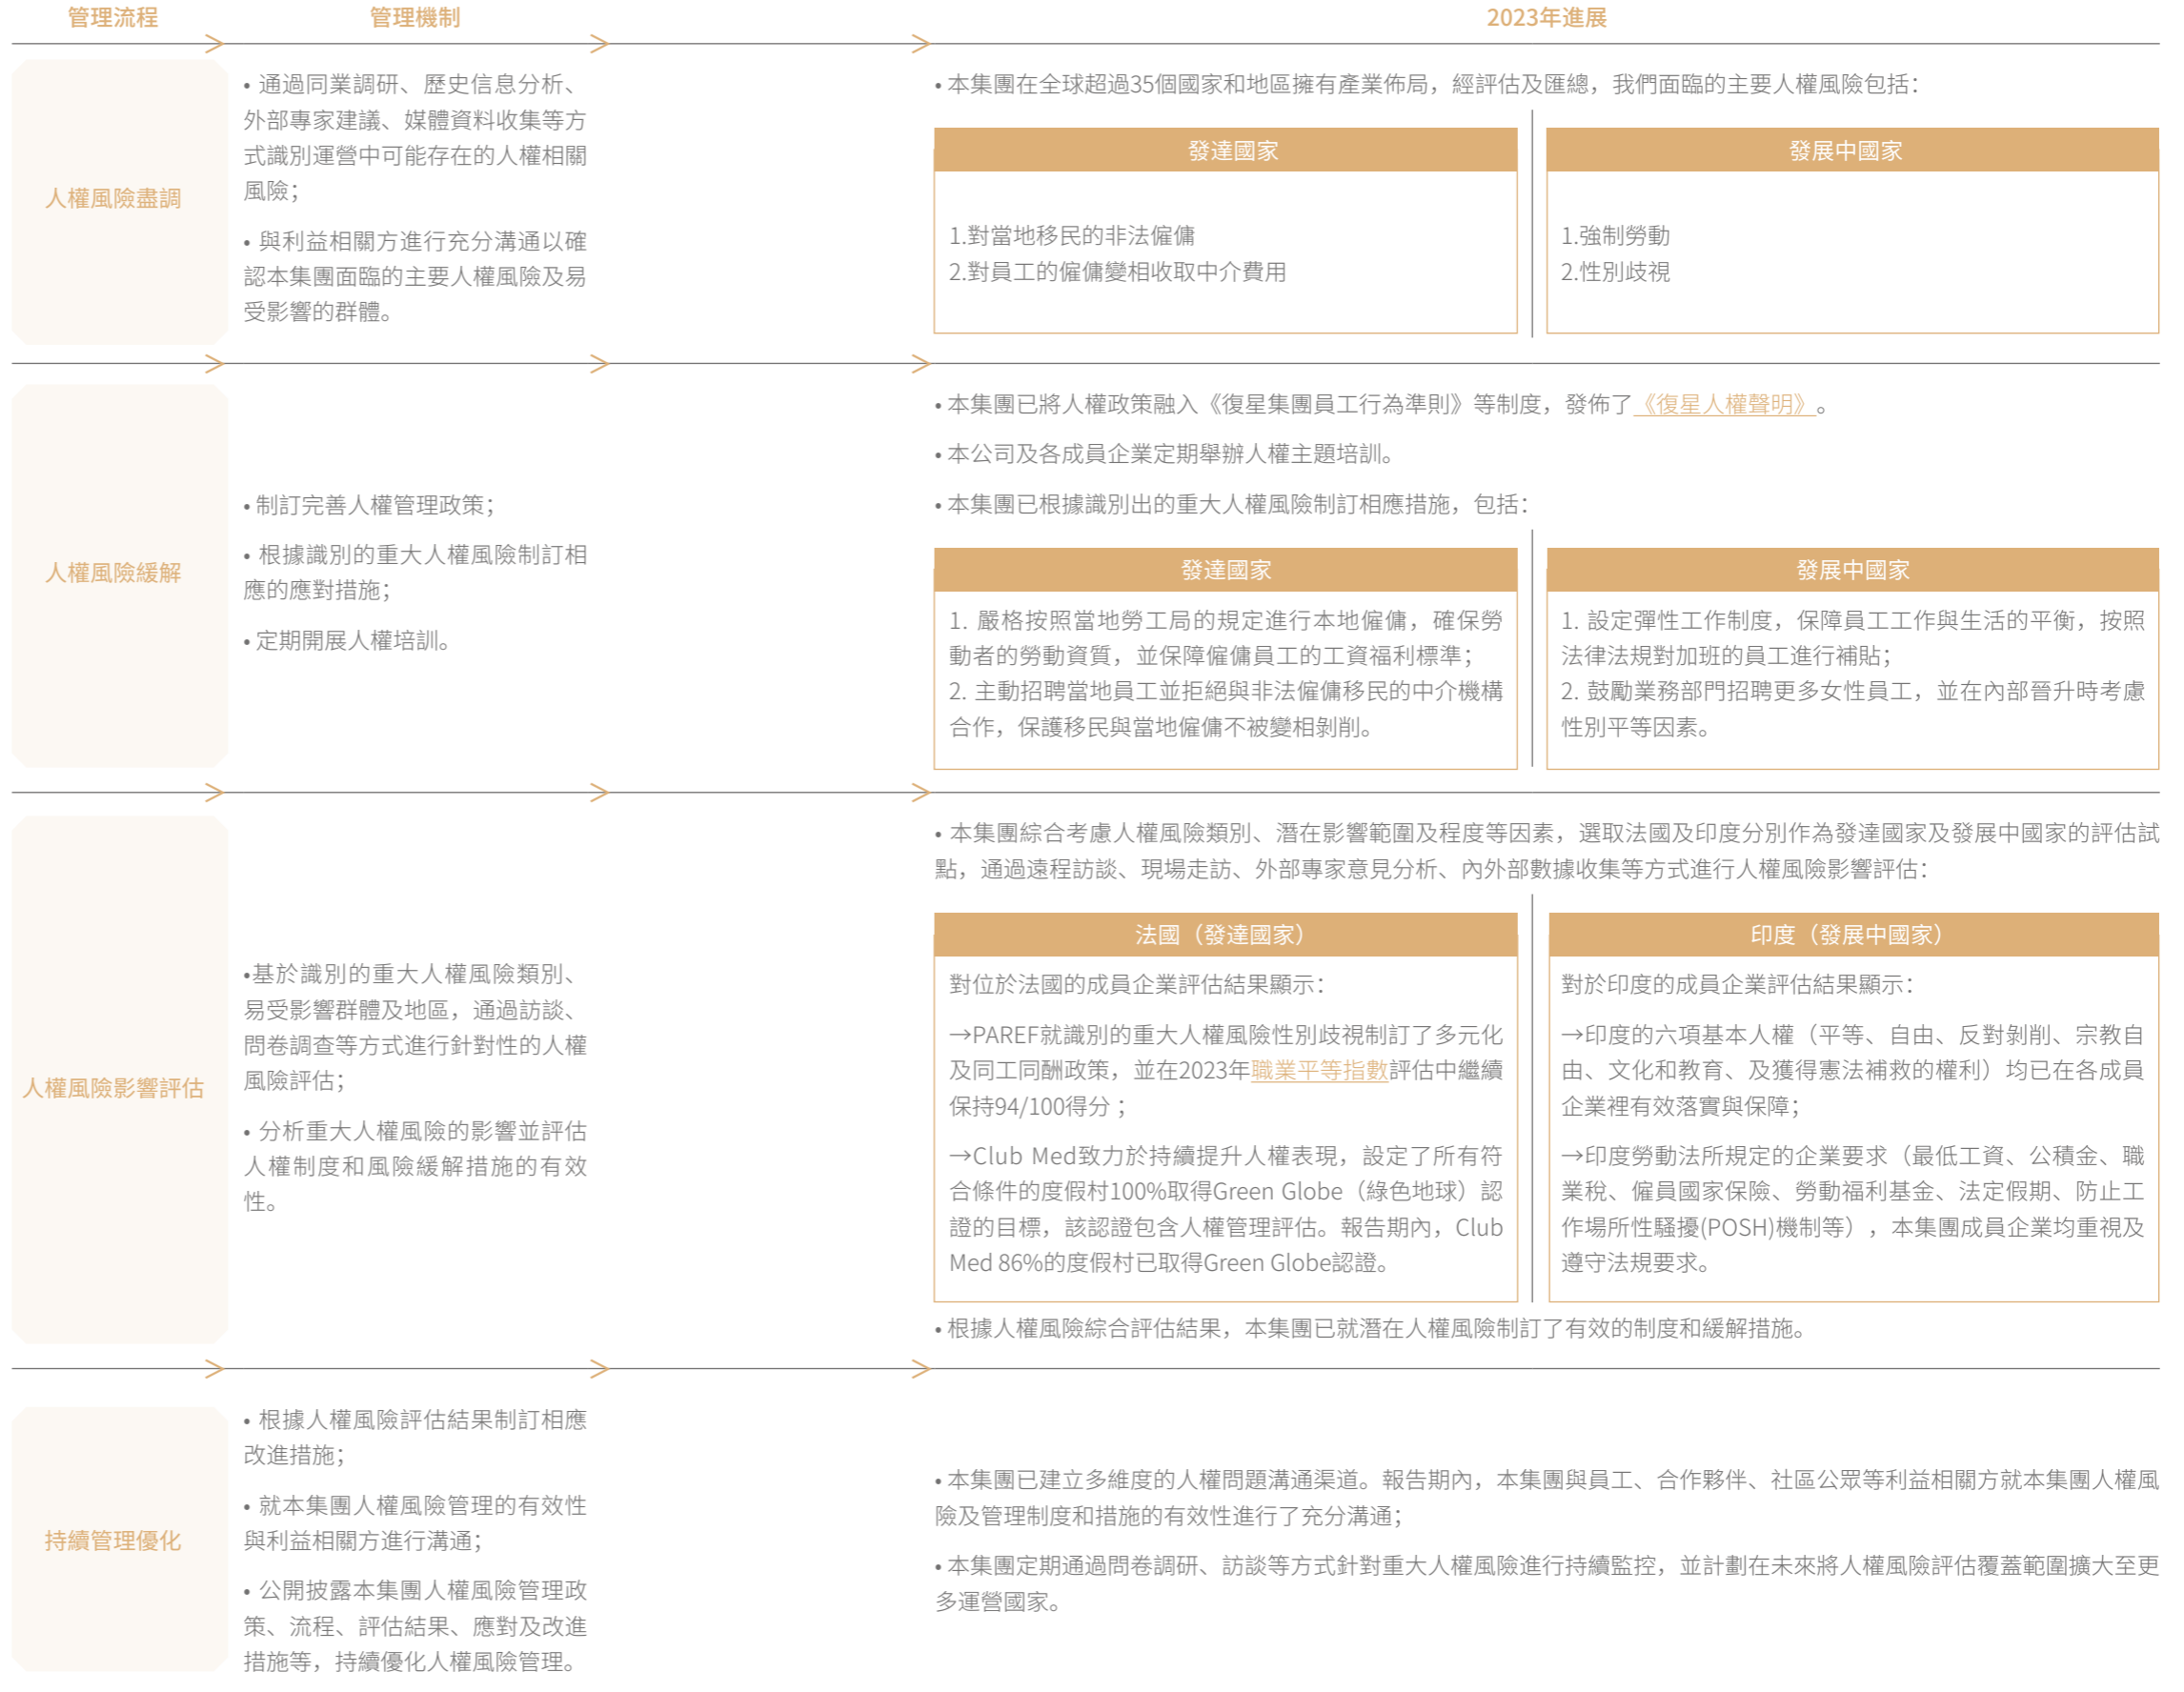 管理流程
管理機制
2023年進展
人權風險盡調
• 通過同業調研、歷史信息分析、
外部專家建議、媒體資料收集等方
式識別運營中可能存在的人權相關
風險；
• 與利益相關方進行充分溝通以確
認本集團面臨的主要人權風險及易
受影響的群體。
• 本集團在全球超過35個國家和地區擁有產業佈局，經評估及匯總，我們面臨的主要人權風險包括：
發達國家
1.對當地移民的非法僱傭
2.對員工的僱傭變相收取中介費用
發展中國家
1.強制勞動
2.性別歧視
人權風險緩解
• 制訂完善人權管理政策；
• 根據識別的重大人權風險制訂相
應的應對措施；
• 定期開展人權培訓。
• 本集團已將人權政策融入《復星集團員工行為準則》等制度，發佈了《復星人權聲明》。
• 本公司及各成員企業定期舉辦人權主題培訓。
• 本集團已根據識別出的重大人權風險制訂相應措施，包括：
發達國家
1. 嚴格按照當地勞工局的規定進行本地僱傭，確保勞
動者的勞動資質，並保障僱傭員工的工資福利標準；
2. 主動招聘當地員工並拒絕與非法僱傭移民的中介機構
合作，保護移民與當地僱傭不被變相剝削。
發展中國家
1. 設定彈性工作制度，保障員工工作與生活的平衡，按照
法律法規對加班的員工進行補貼；
2. 鼓勵業務部門招聘更多女性員工，並在內部晉升時考慮
性別平等因素。
人權風險影響評估
•基於識別的重大人權風險類別、
易受影響群體及地區，通過訪談、
問卷調查等方式進行針對性的人權
風險評估；
• 分析重大人權風險的影響並評估
人權制度和風險緩解措施的有效
性。
• 本集團綜合考慮人權風險類別、潛在影響範圍及程度等因素，選取法國及印度分別作為發達國家及發展中國家的評估試
點，通過遠程訪談、現場走訪、外部專家意見分析、內外部數據收集等方式進行人權風險影響評估：
法國（發達國家）
對位於法國的成員企業評估結果顯示：
→PAREF就識別的重大人權風險性別歧視制訂了多元化
及同工同酬政策，並在2023年職業平等指數評估中繼續
保持94/100得分；
→Club Med致力於持續提升人權表現，設定了所有符
合條件的度假村100%取得Green Globe（綠色地球）認
證的目標，該認證包含人權管理評估。報告期內，Club
Med 86%的度假村已取得Green Globe認證。
印度（發展中國家）
對於印度的成員企業評估結果顯示：
→印度的六項基本人權（平等、自由、反對剝削、宗教自
由、文化和教育、及獲得憲法補救的權利）均已在各成員
企業裡有效落實與保障；
→印度勞動法所規定的企業要求（最低工資、公積金、職
業稅、僱員國家保險、勞動福利基金、法定假期、防止工
作場所性騷擾(POSH)機制等），本集團成員企業均重視及
遵守法規要求。
• 根據人權風險綜合評估結果，本集團已就潛在人權風險制訂了有效的制度和緩解措施。
持續管理優化
• 根據人權風險評估結果制訂相應
改進措施；
• 就本集團人權風險管理的有效性
與利益相關方進行溝通；
• 公開披露本集團人權風險管理政
策、流程、評估結果、應對及改進
措施等，持續優化人權風險管理。
• 本集團已建立多維度的人權問題溝通渠道。報告期內，本集團與員工、合作夥伴、社區公眾等利益相關方就本集團人權風
險及管理制度和措施的有效性進行了充分溝通；
• 本集團定期通過問卷調研、訪談等方式針對重大人權風險進行持續監控，並計劃在未來將人權風險評估覆蓋範圍擴大至更
多運營國家。